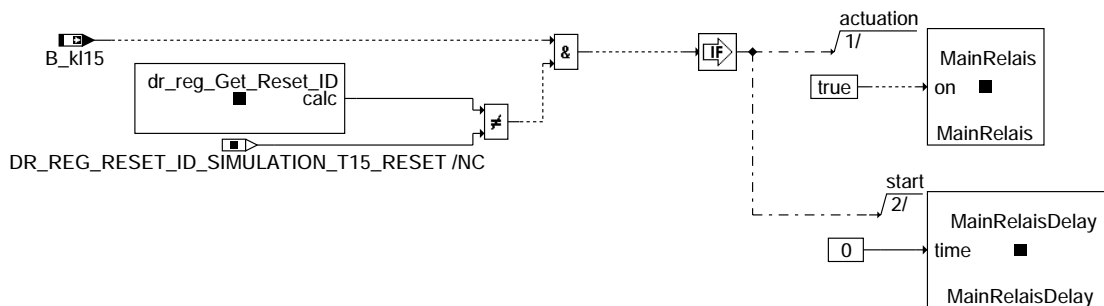 actuation
1/
B_kl15
&
IF
MainRelais
true
on
MainRelais
dr_reg_Get_Reset_ID
calc
≠
DR_REG_RESET_ID_SIMULATION_T15_RESET /NC
start
2/
MainRelaisDelay
0
time
MainRelaisDelay